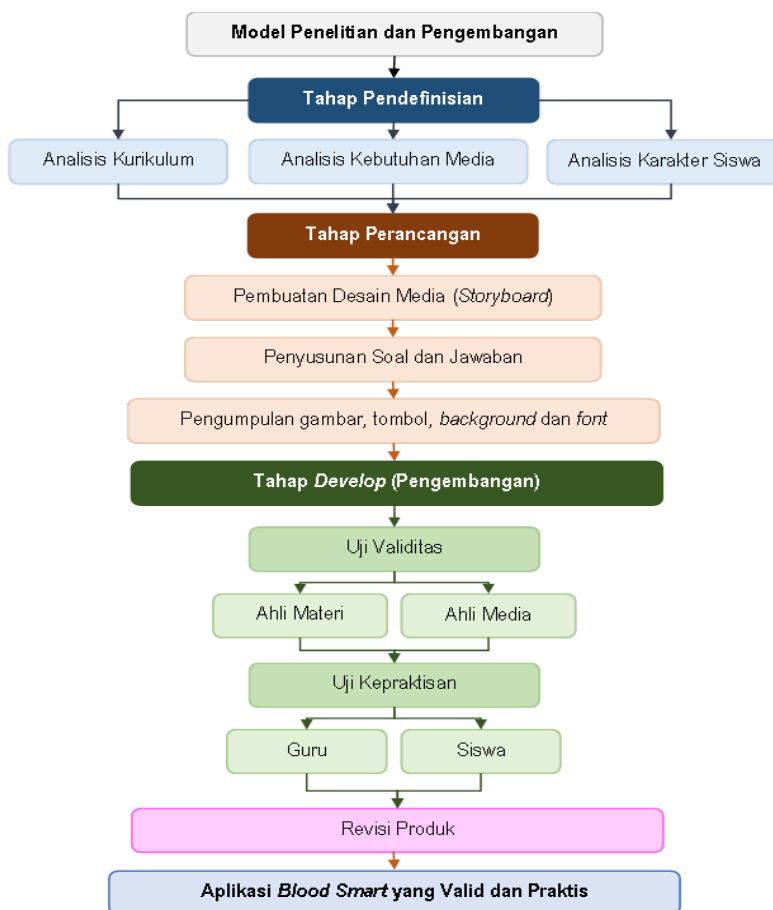 Model Penelitian dan Pengembangan
Tahap Pendefinisian
Analisis Kurikulum
Analisis Kebutuhan Media
Analisis Karakter Siswa
Tahap Perancangan
Pembuatan Desain Media (Storyboard)
Penyusunan Soal dan Jawaban
Pengumpulan gambar, tombol, background dan font
Tahap Develop (Pengembangan)
Uji Validitas
Ahli Materi
Ahli Media
Uji Kepraktisan
Guru
Siswa
Revisi Produk
Aplikasi Blood Smart yang Valid dan Praktis